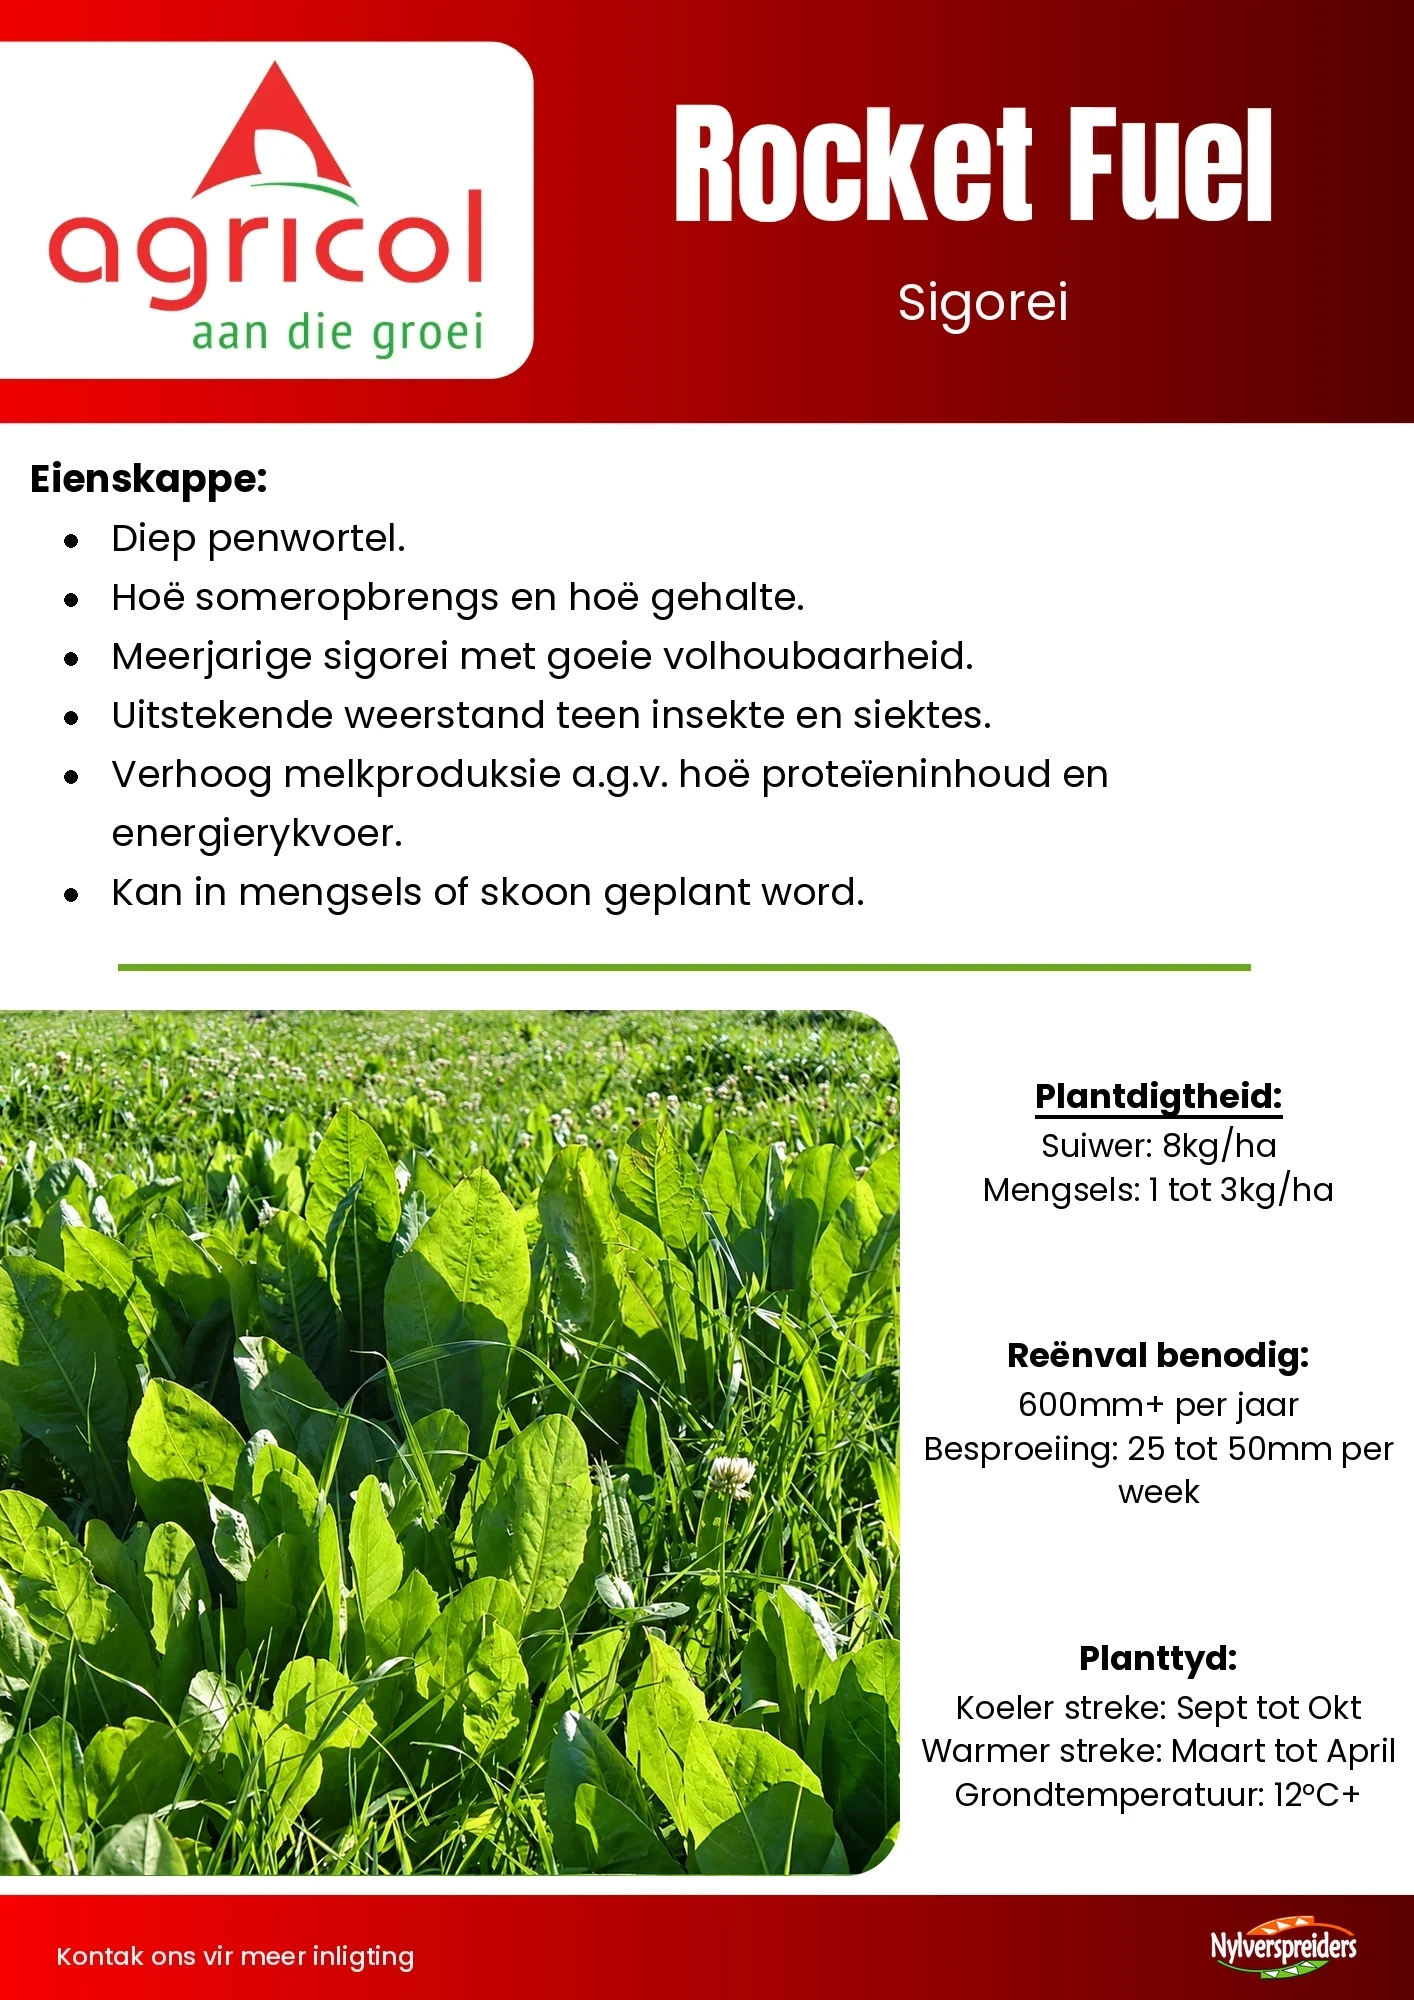 agricol
aan die groei
Rocket Fuel
Sigorei
Eienskappe:
• Diep penwortel.
• Hoë someropbrengs en hoë gehalte.
• Meerjarige sigorei met goeie volhoubaarheid.
• Uitstekende weerstand teen insekte en siektes.
• Verhoog melkproduksie a.g.v. hoë proteïeninhoud en
energierykvoer.
• Kan in mengsels of skoon geplant word.
Plantdigtheid:
Suiwer: 8kg/ha
Mengsels: 1 tot 3kg/ha
Reënval benodig:
600mm+ per jaar
Besproeiing: 25 tot 50mm per
week
Planttyd:
Koeler streke: Sept tot Okt
Warmer streke: Maart tot April
Grondtemperatuur: 12°C+
Kontak ons vir meer inligting
Nylverspreiders